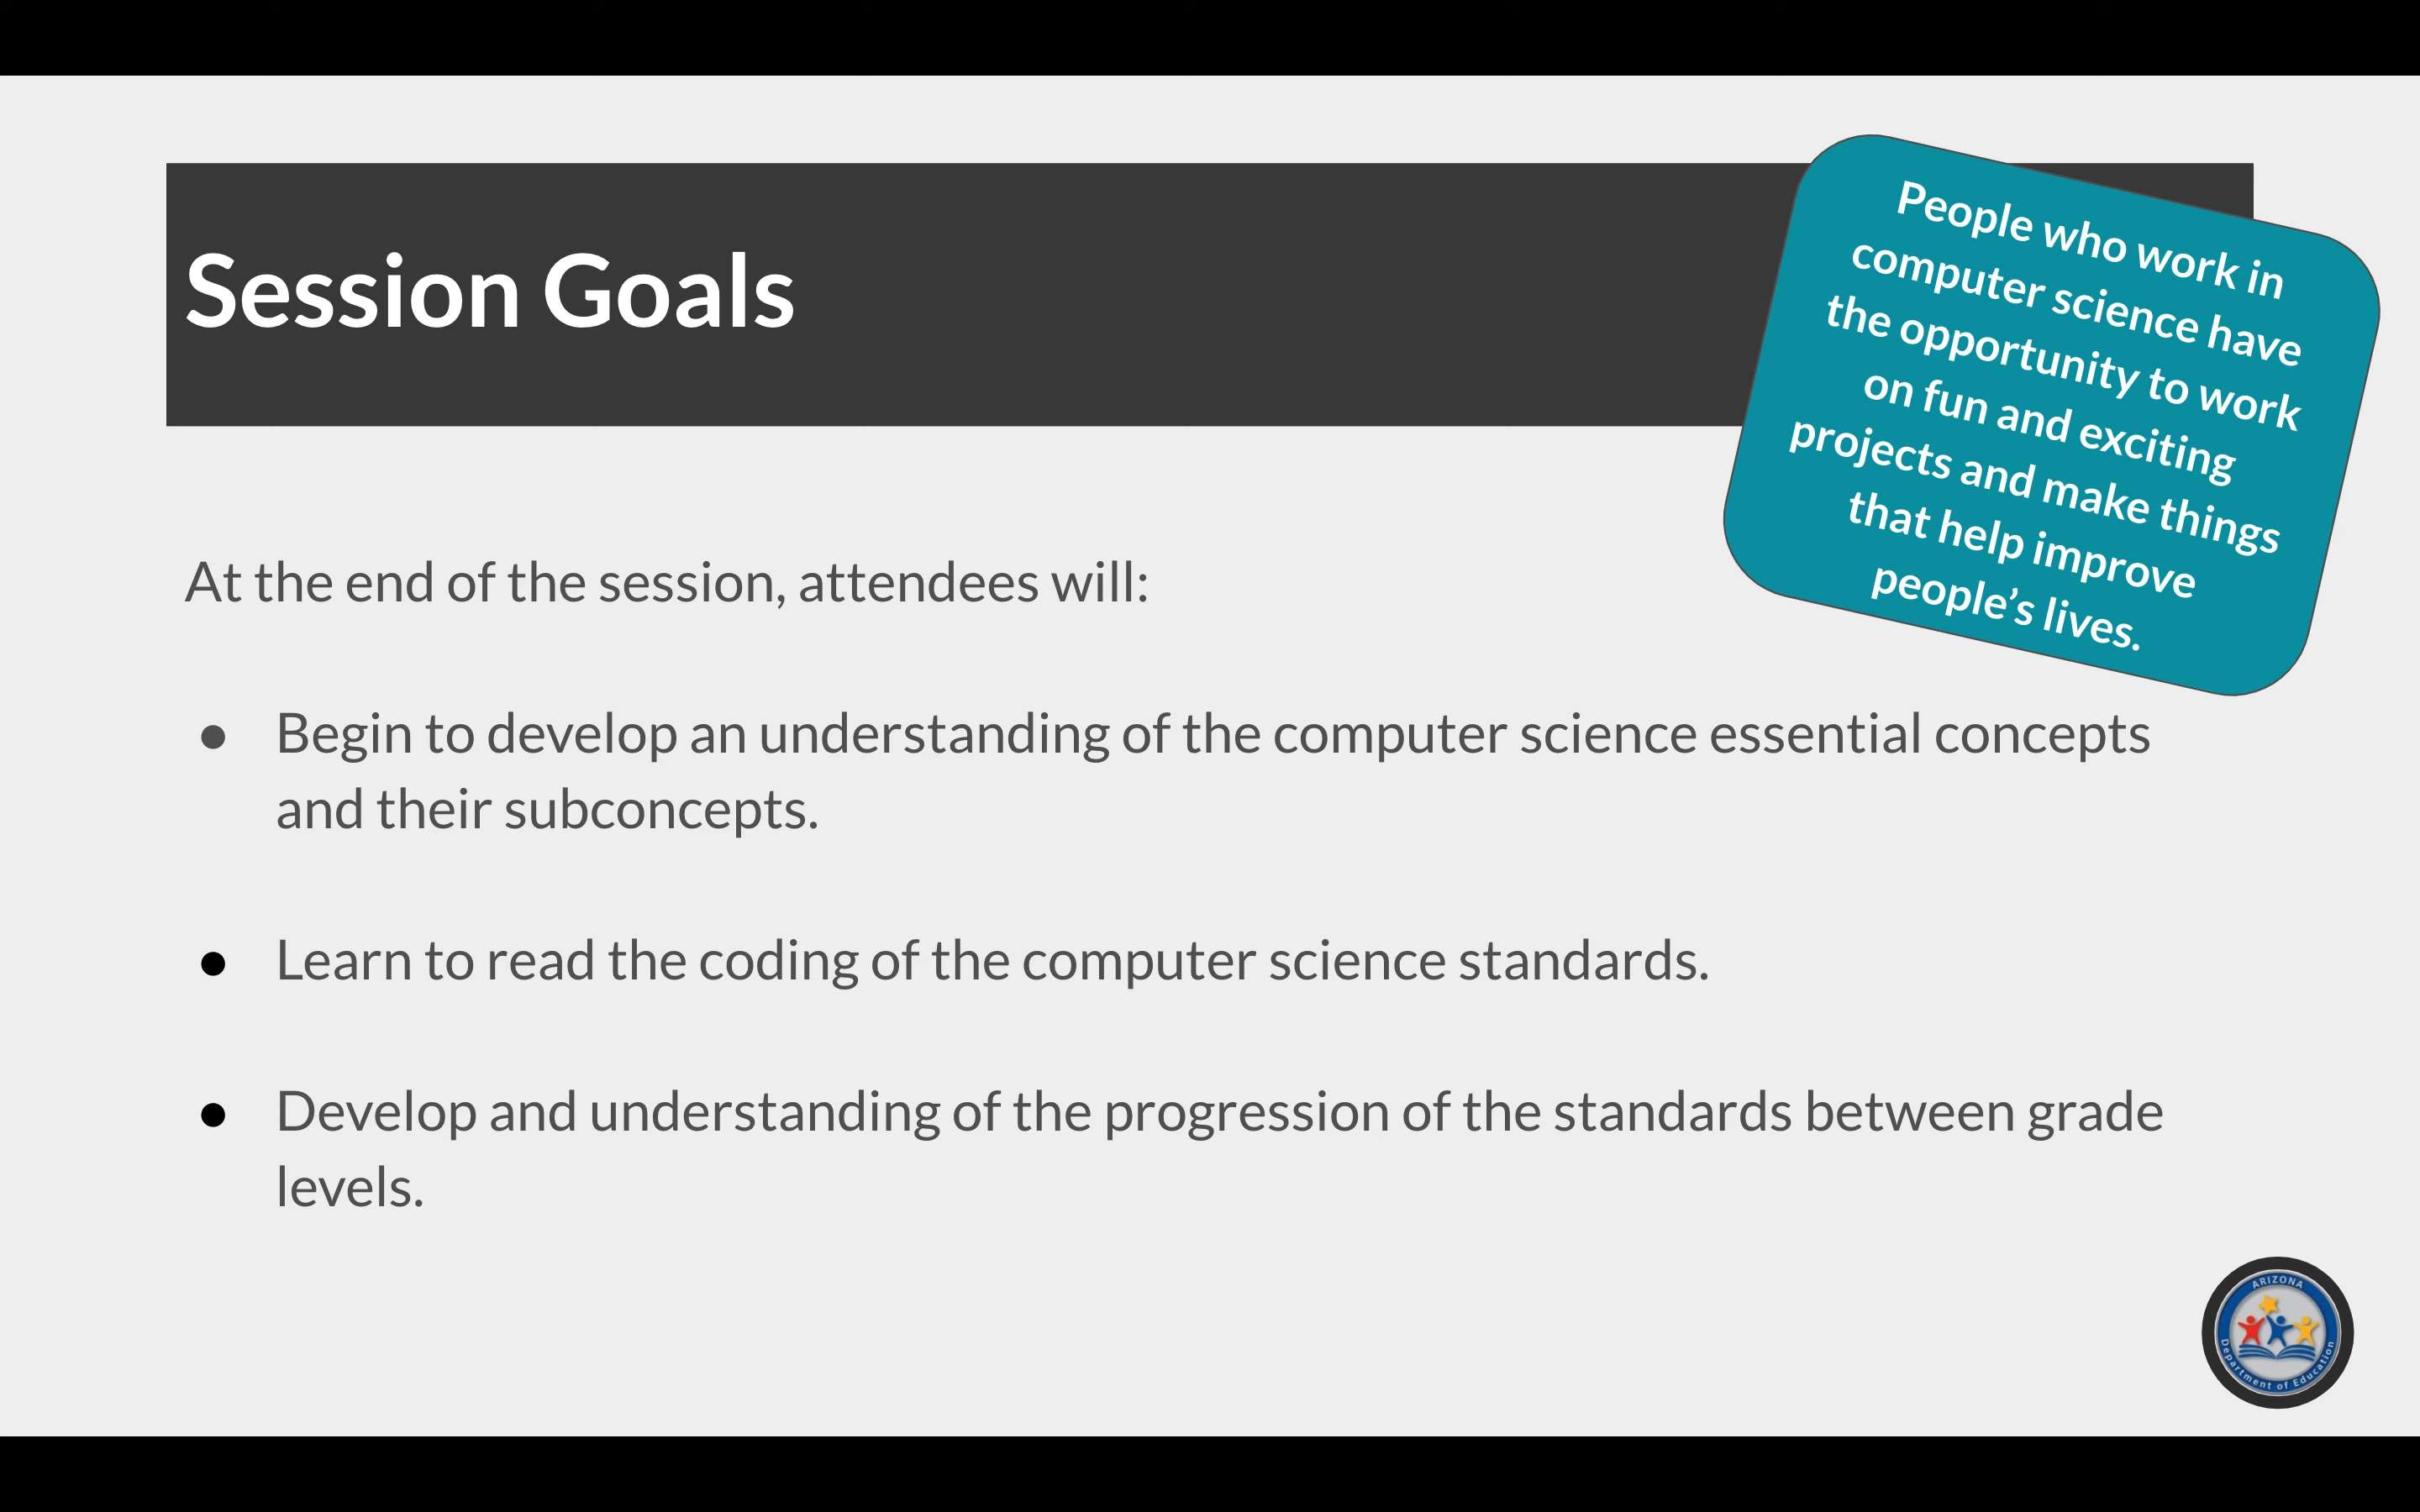 Session Goals
People who work in
computer science have
the opportunity to work
on fun and exciting
projects and make things
that help improve
people’s lives.
At the end of the session, attendees will:
● Begin to develop an understanding of the computer science essential concepts
and their subconcepts.
● Learn to read the coding of the computer science standards.
● Develop and understanding of the progression of the standards between grade
levels.
ARIZONA
Department of Education